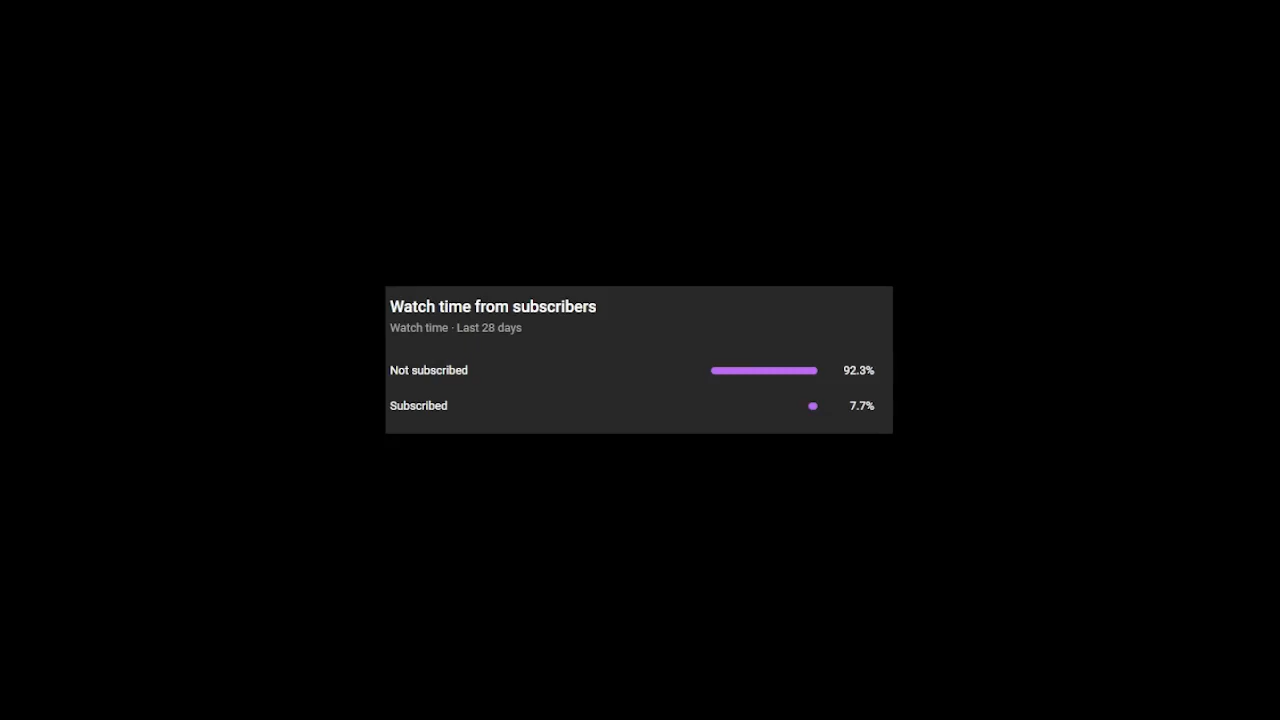 Watch time from subscribers
Watch time · Last 28 days
Not subscribed 92.3%
Subscribed 7.7%